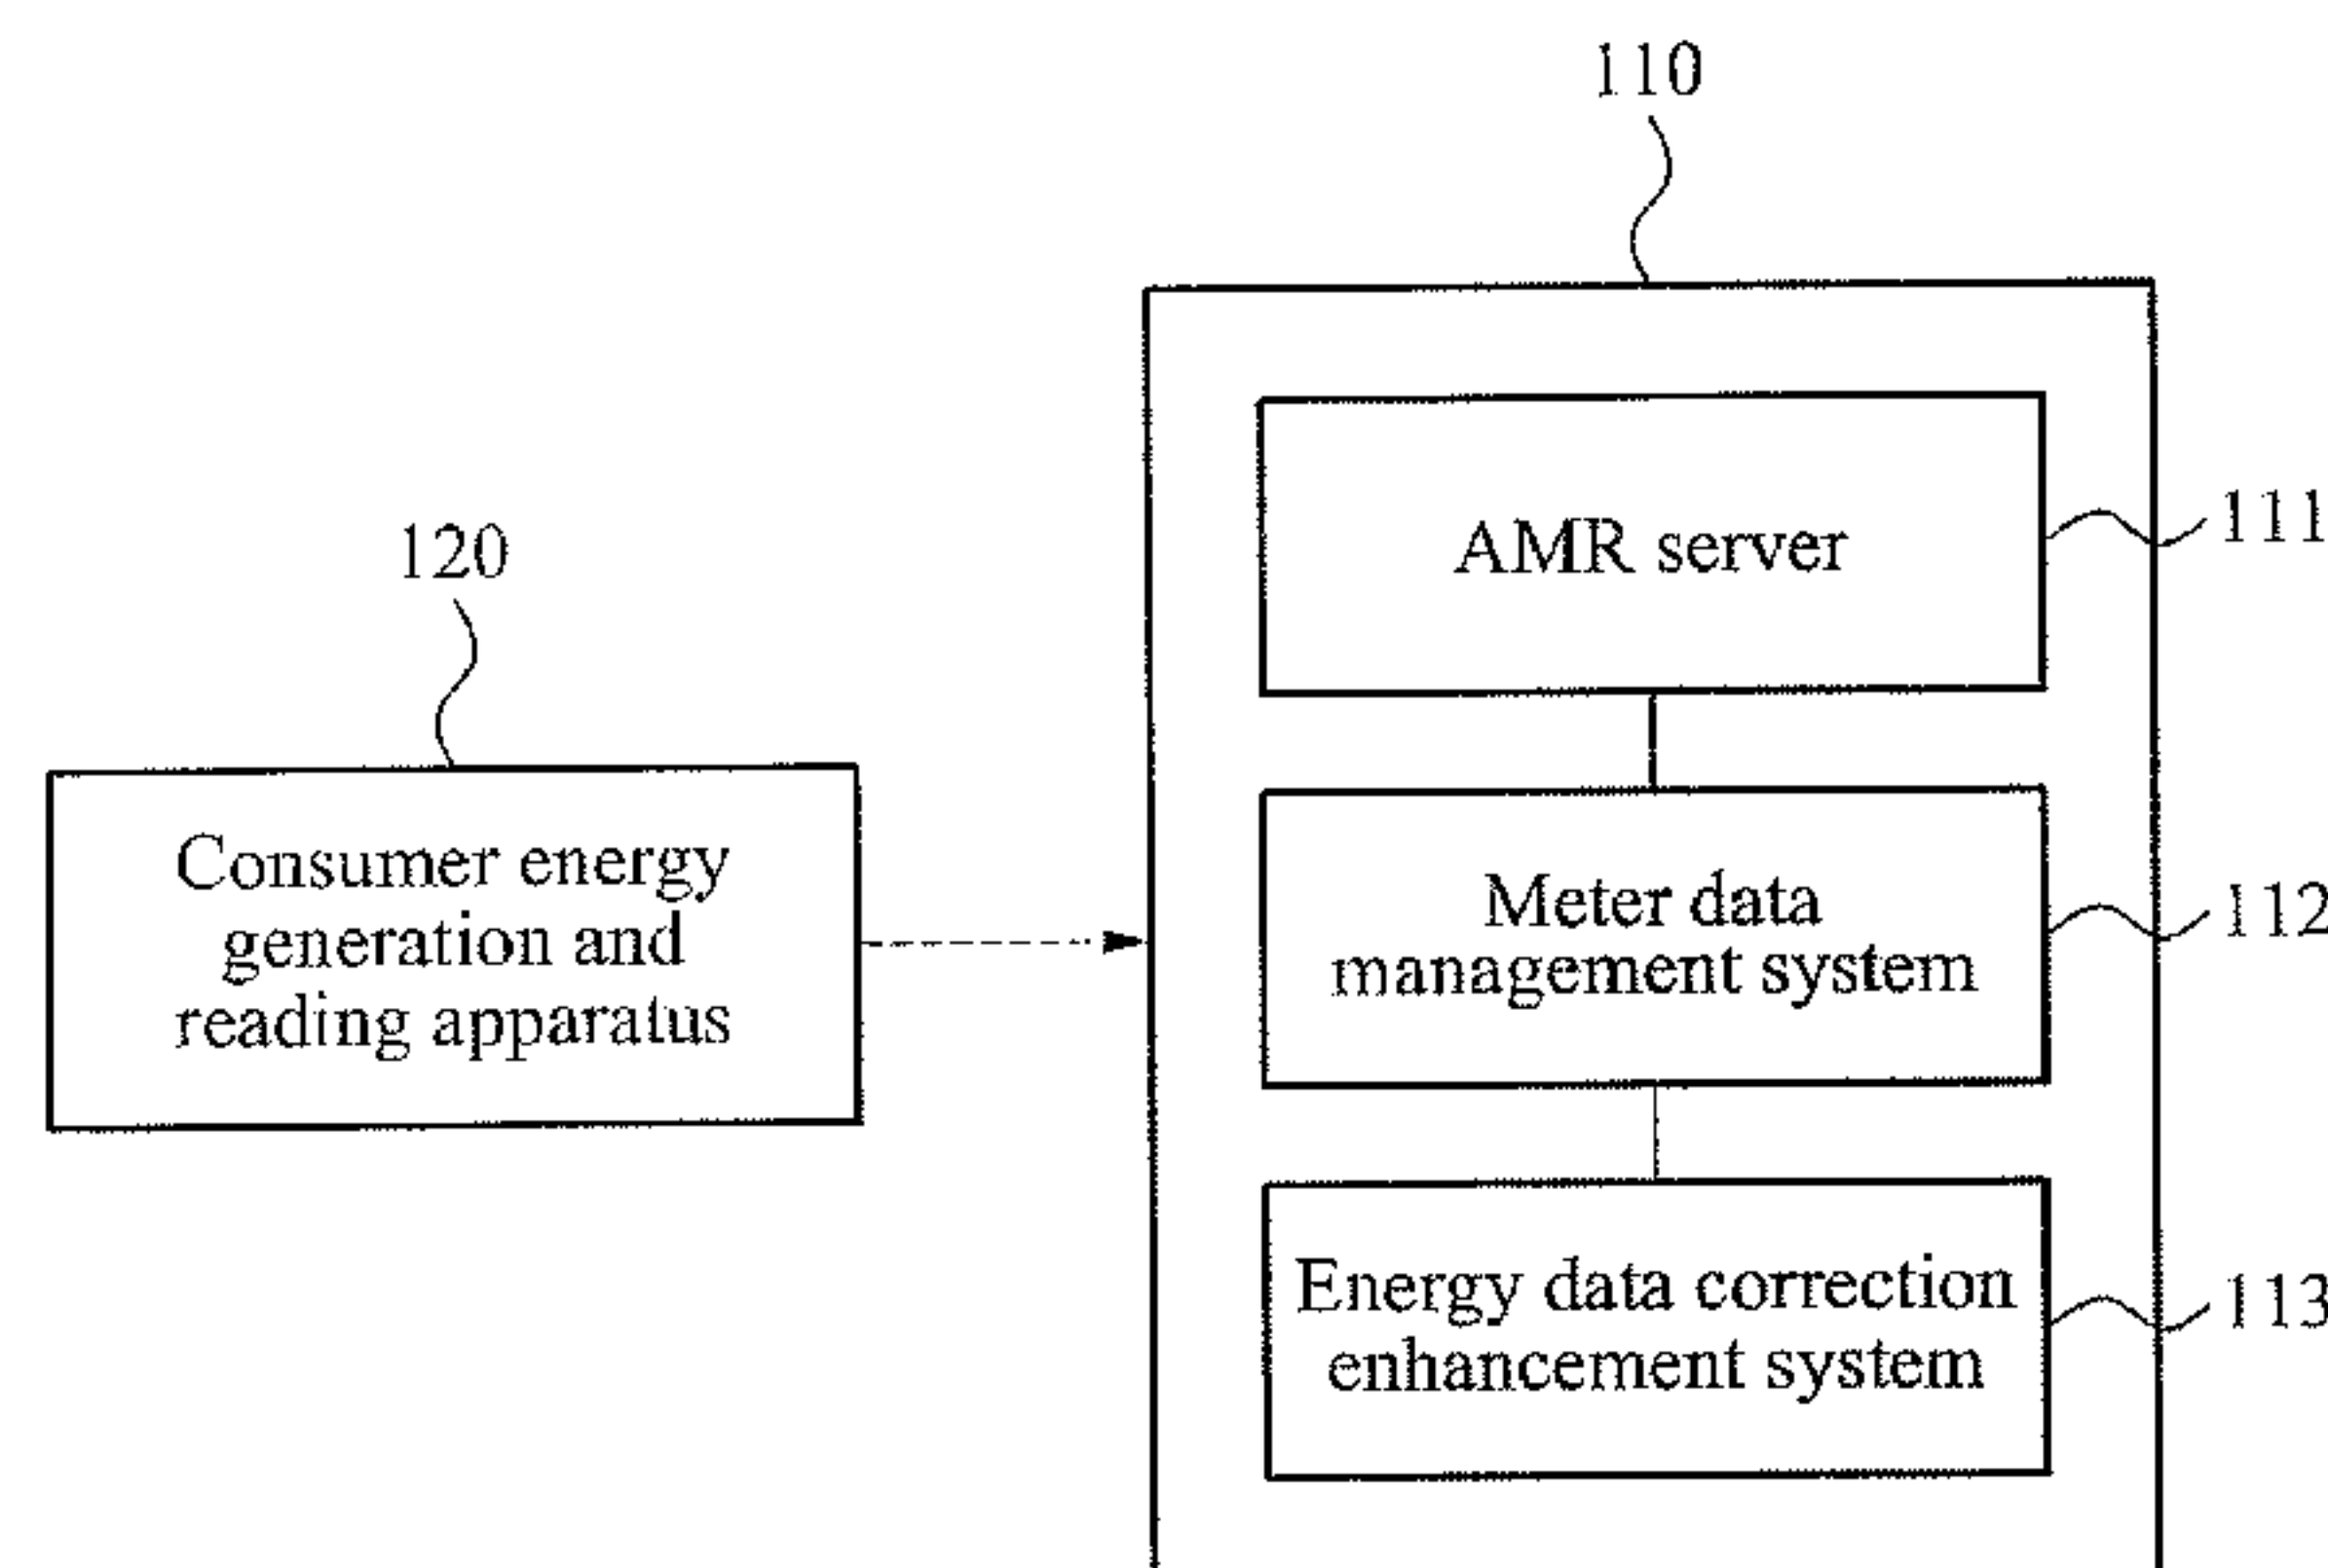 110
AMR server
111
120
Consumer energy
generation and
reading apparatus
Meter data
management system
112
Energy data correction
enhancement system
113